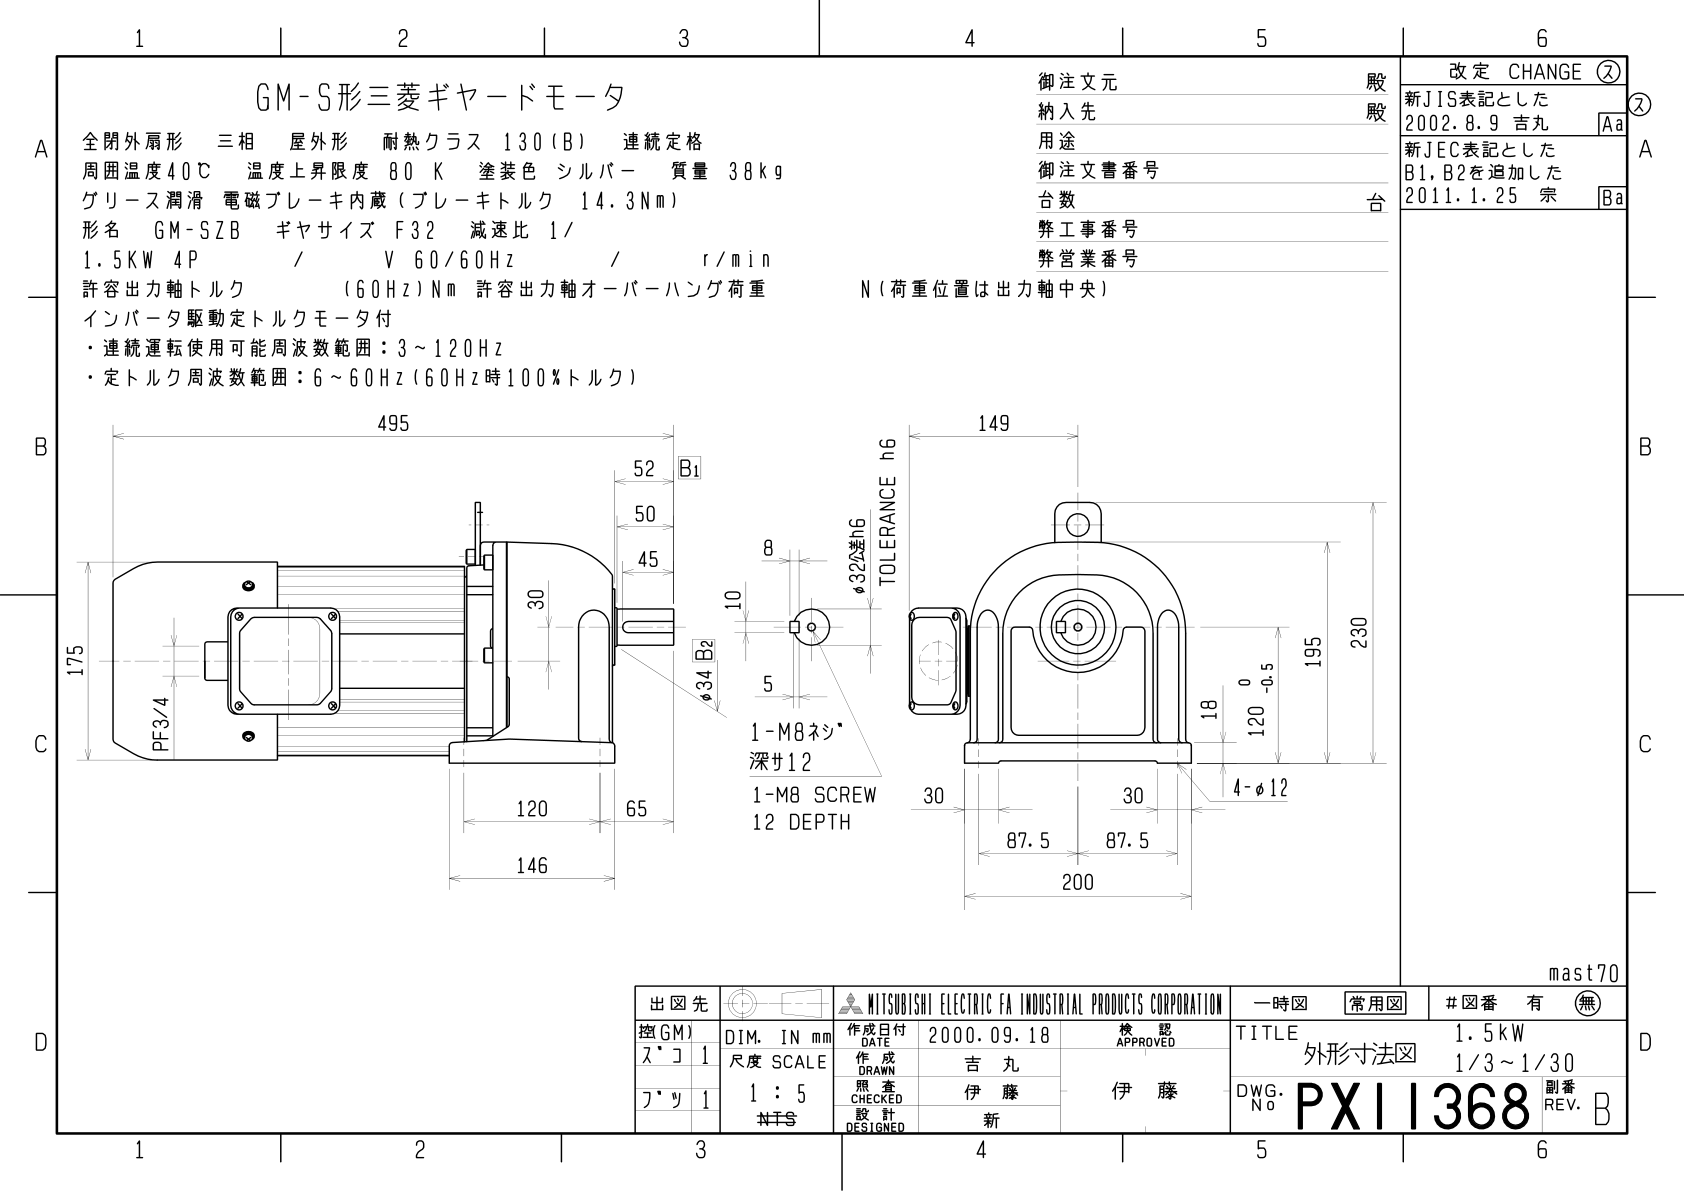 1 2 3 4 5 6
A
B
C
D
GM-S形三菱ギヤードモータ
全閉外扇形 三相 屋外形 耐熱クラス 130(B) 連続定格
周囲温度40℃ 温度上昇限度 80 K 塗装色 シルバー 質量 38kg
グリース潤滑 電磁ブレーキ内蔵(ブレーキトルク 14.3Nm)
形名 GM-SZB ギヤサイズ F32 減速比 1/
1.5KW 4P / V 60/60Hz / r/min
許容出力軸トルク (60Hz)Nm 許容出力軸オーバーハング荷重 N(荷重位置は出力軸中央)
インバータ駆動定トルクモータ付
・連続運転使用可能周波数範囲:3~120Hz
・定トルク周波数範囲:6~60Hz(60Hz時100%トルク)
御注文元 殿
納入先 殿
用途
御注文書番号
台数 台
弊工事番号
弊営業番号
改定 CHANGE ス
新JIS表記とした
2002.8.9 吉丸 Aa
ス
新JEC表記とした
B1,B2を追加した
2011.1.25 宗 Ba
A
B
C
D
495
52 B1
50
45
30
175
PF3/4
φ34 B2
120 65
146
8
10
5
φ32公差h6
TOLERANCE h6
1-M8ネジ
深サ12
1-M8 SCREW
12 DEPTH
149
230
195
120 0 -0.5
18
4-φ12
30 30
87.5 87.5
200
mast70
出図先
控(GM)
スﾞコ 1
フﾞツ 1
DIM. IN mm
尺度 SCALE
1 : 5
NTS
MITSUBISHI ELECTRIC FA INDUSTRIAL PRODUCTS CORPORATION
作成日付 DATE 2000.09.18
作成 DRAWN 吉丸
照査 CHECKED 伊藤
設計 DESIGNED 新
検認 APPROVED
伊藤
一時図 常用図 #図番 有 無
TITLE 外形寸法図
1.5kW
1/3~1/30
DWG. No PX11368
副番 REV. B
1 2 3 4 5 6